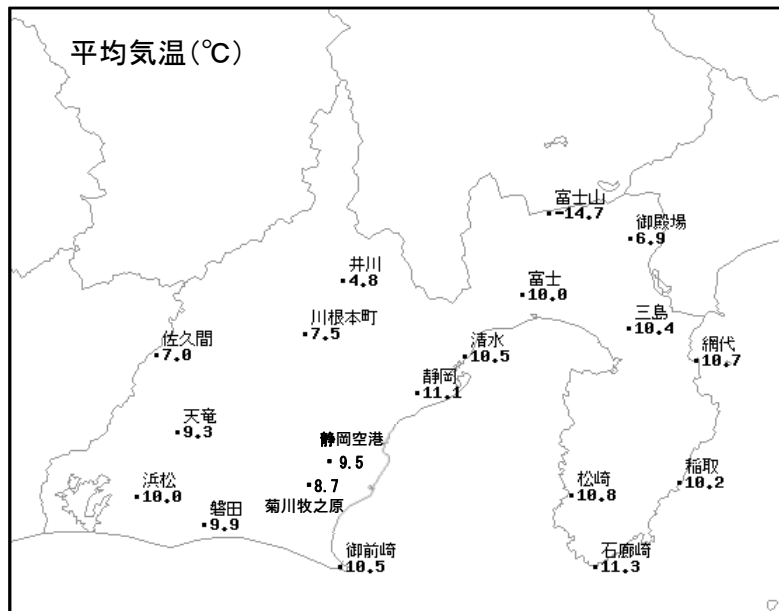 平均気温(℃)
富士山
-14.7
御殿場
6.9
井川
4.8
富士
10.0
川根本町
7.5
三島
10.4
佐久間
7.0
清水
10.5
網代
10.7
静岡
11.1
天竜
9.3
静岡空港
9.5
浜松
10.0
8.7
菊川牧之原
松崎
10.8
稲取
10.2
磐田
9.9
御前崎
10.5
石廊崎
11.3